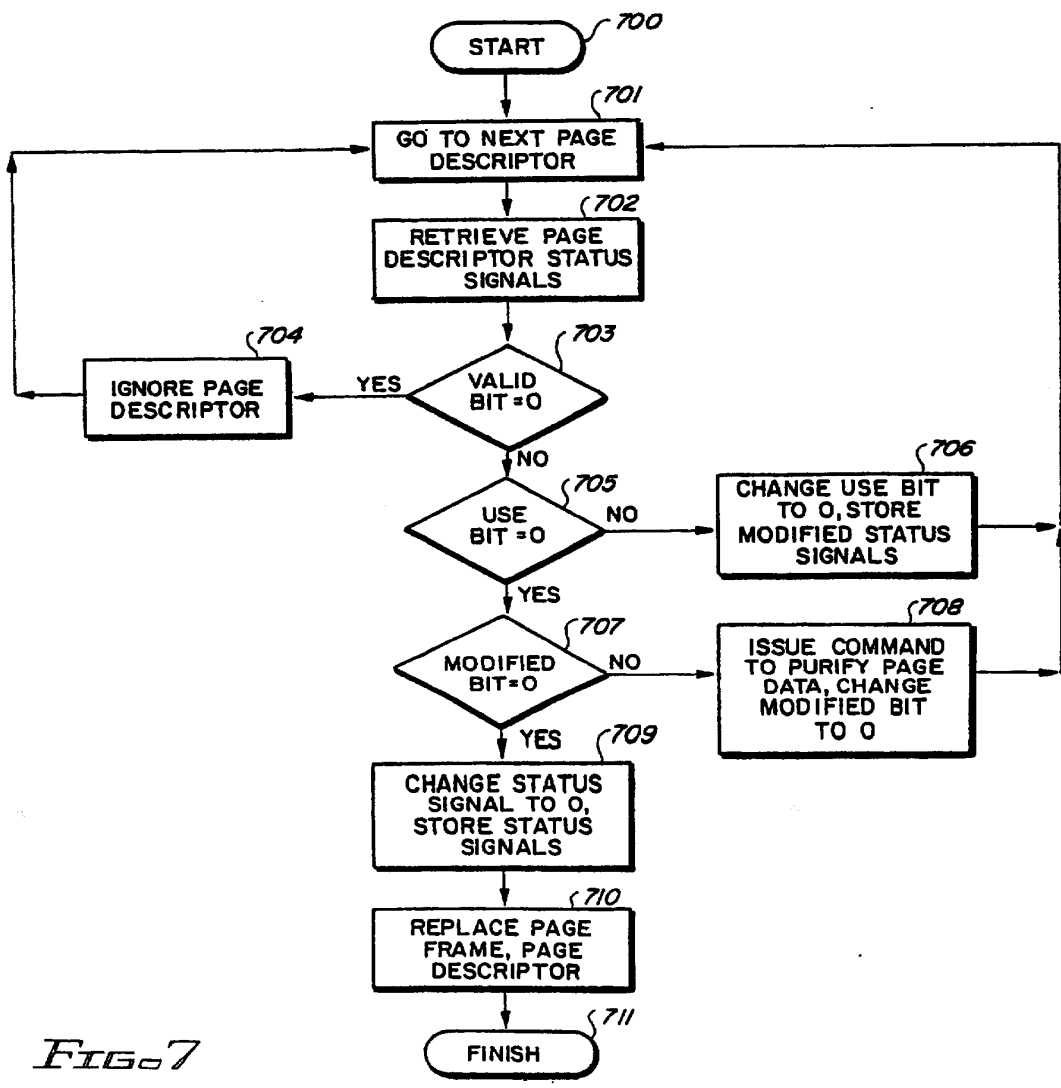 700
START
701
GO TO NEXT PAGE
DESCRIPTOR
702
RETRIEVE PAGE
DESCRIPTOR STATUS
SIGNALS
704
703
IGNORE PAGE
DESCRIPTOR
YES
VALID
BIT = 0
NO
705
706
USE
BIT = 0
NO
CHANGE USE BIT
TO 0, STORE
MODIFIED STATUS
SIGNALS
YES
707
708
MODIFIED
BIT = 0
NO
ISSUE COMMAND
TO PURIFY PAGE
DATA, CHANGE
MODIFIED BIT
TO 0
YES
709
CHANGE STATUS
SIGNAL TO 0,
STORE STATUS
SIGNALS
710
REPLACE PAGE
FRAME, PAGE
DESCRIPTOR
711
FINISH
FIG. 7